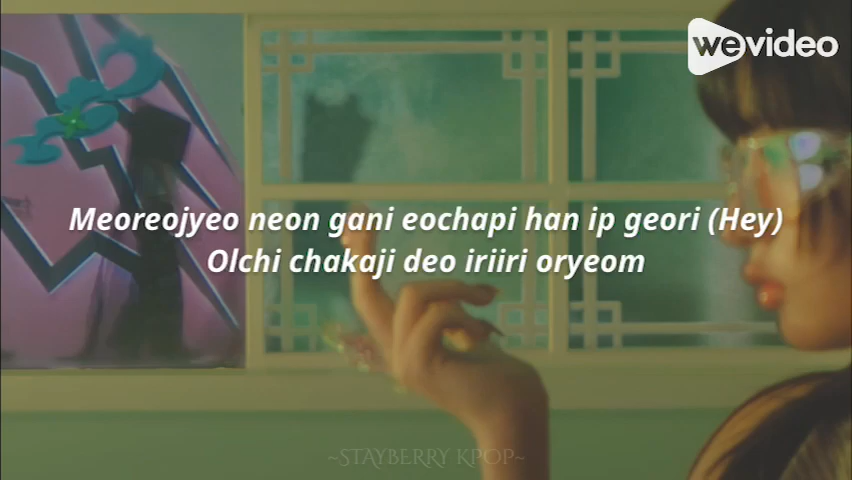 wevideo
Meoreojyeo neon gani eochapi han ip geori (Hey)
Olchi chakaji deo iriiri oryeom
~STAYBERRY KPOP~